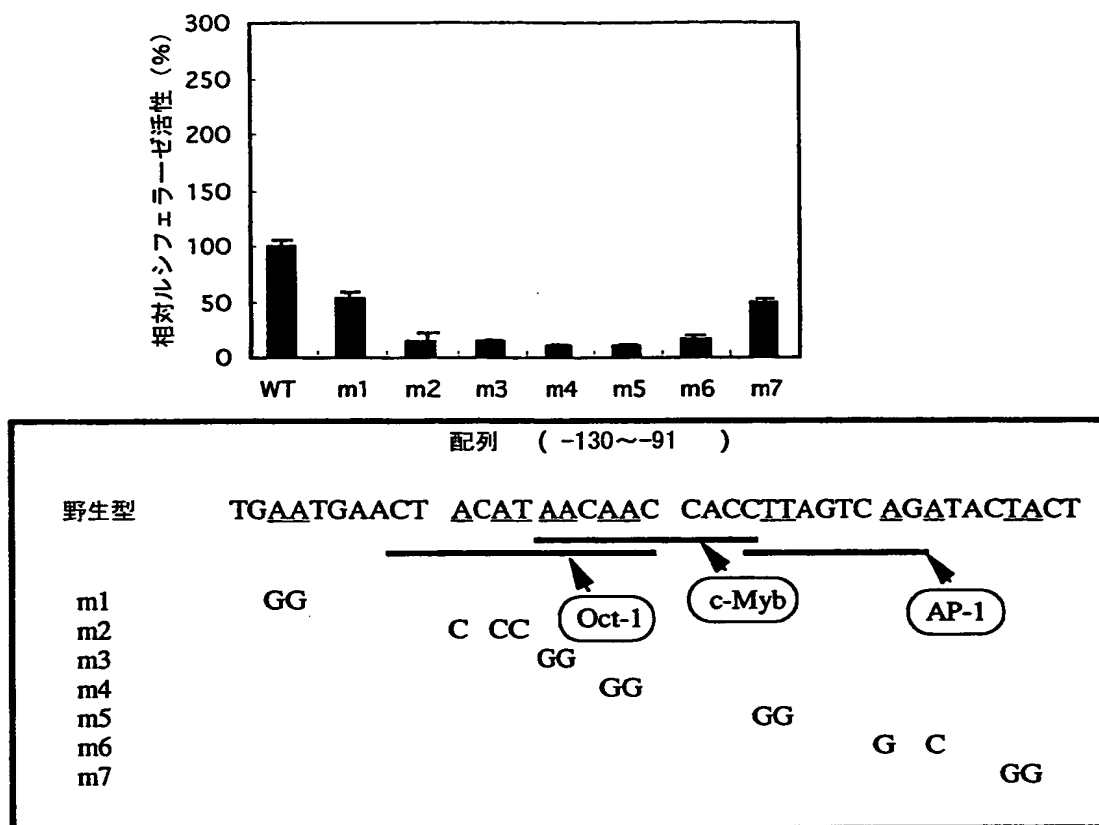 相対ルシフェラーゼ活性 (%)
300
250
200
150
100
50
0
WT m1 m2 m3 m4 m5 m6 m7
配列 ( -130~-91 )
野生型 TGAATGAACT ACATAACAAC CACCTTAGTC AGATACTACT
c-Myb
Oct-1
AP-1
m1 GG
m2 C CC
m3 GG
m4 GG
m5 GG
m6 G C
m7 GG